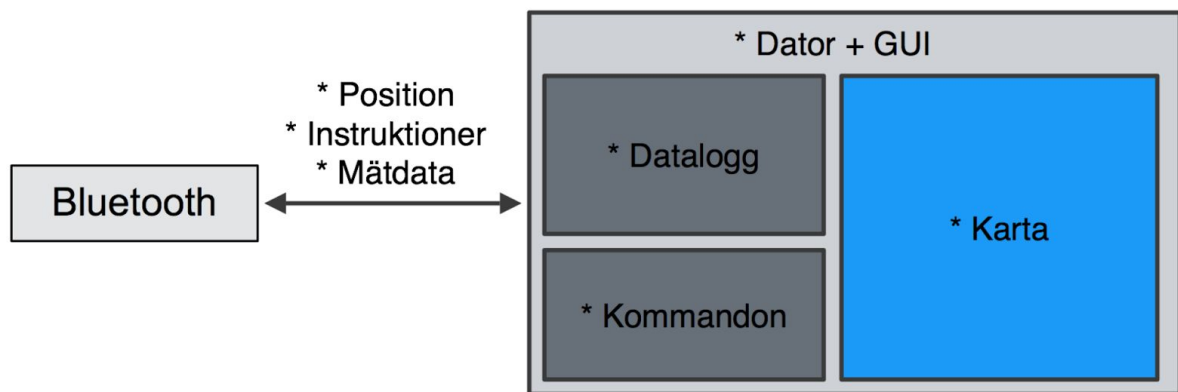 * Dator + GUI
* Position
* Instruktioner
* Mätdata
Bluetooth
* Datalogg
* Karta
* Kommandon